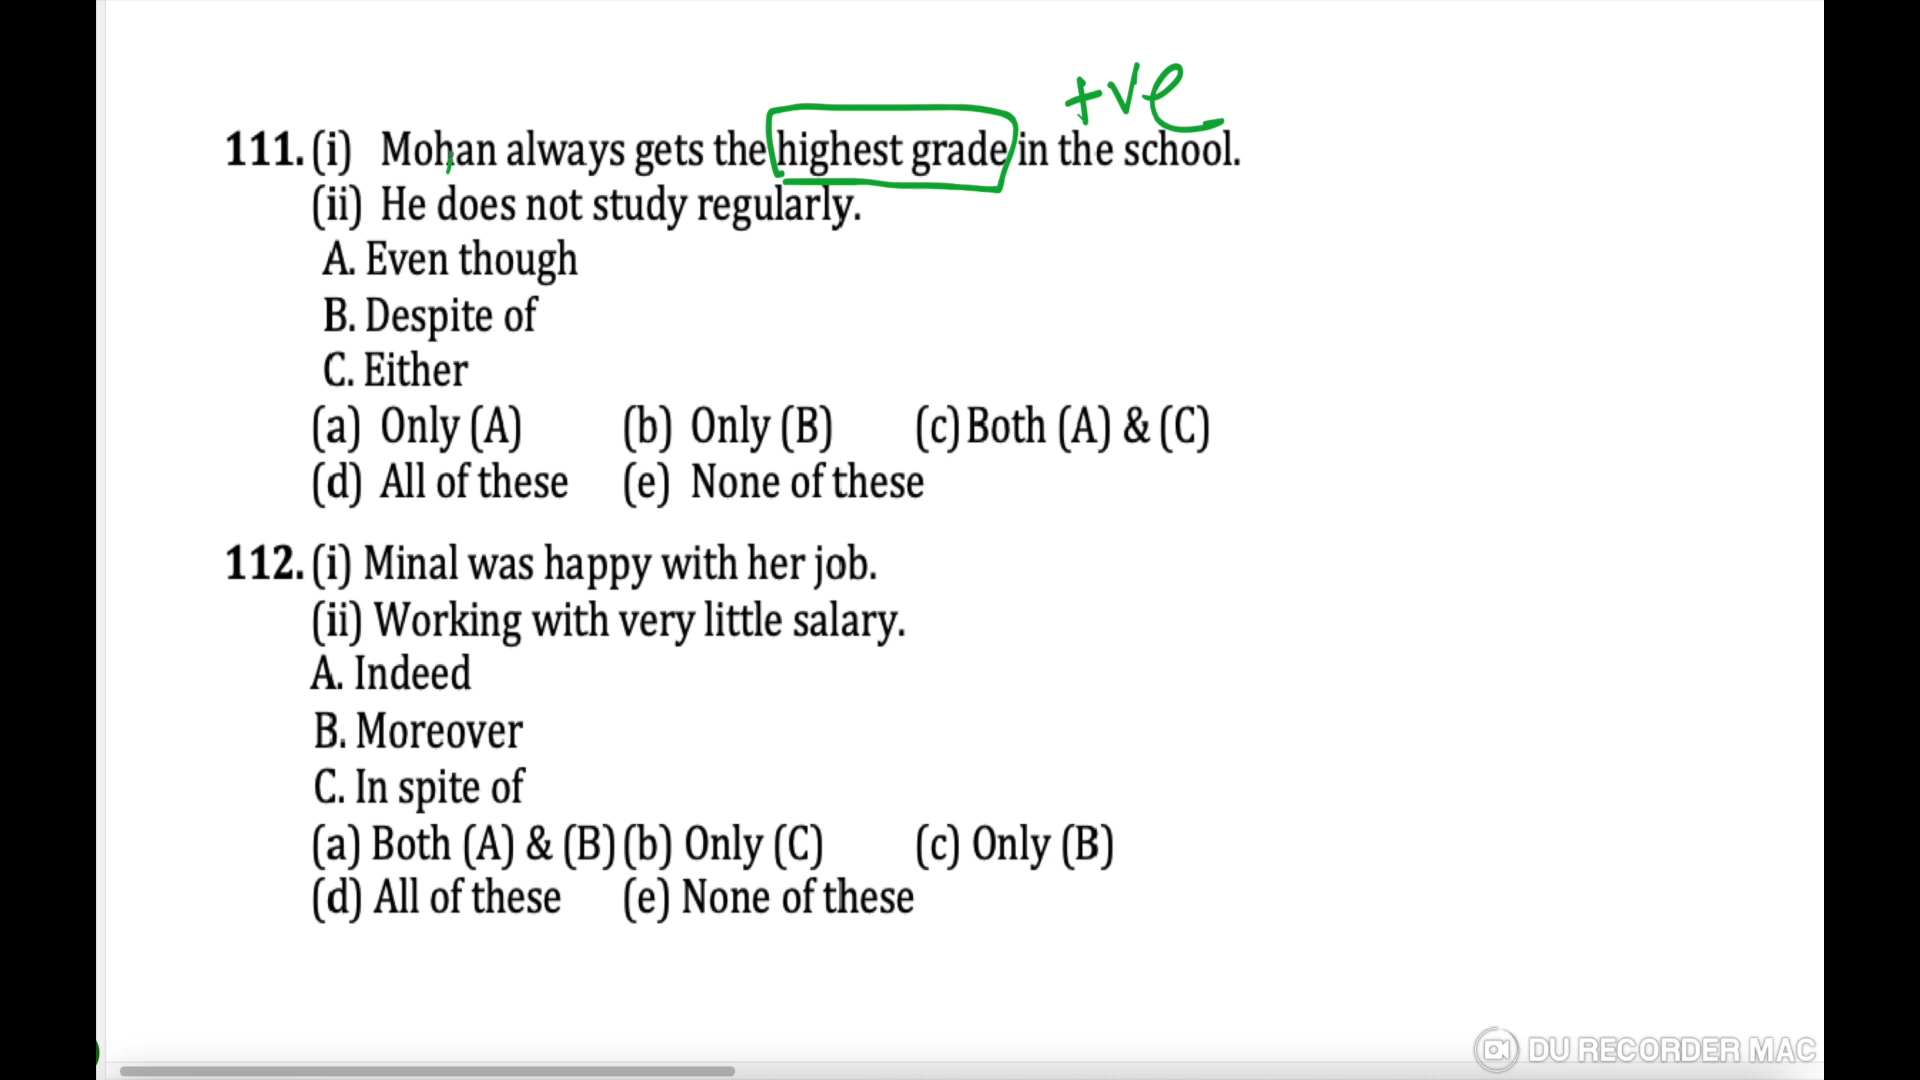 +ve
111. (i) Mohan always gets the highest grade in the school.
(ii) He does not study regularly.
A. Even though
B. Despite of
C. Either
(a) Only (A) (b) Only (B) (c) Both (A) & (C)
(d) All of these (e) None of these
112. (i) Minal was happy with her job.
(ii) Working with very little salary.
A. Indeed
B. Moreover
C. In spite of
(a) Both (A) & (B) (b) Only (C) (c) Only (B)
(d) All of these (e) None of these
DU RECORDER MAC